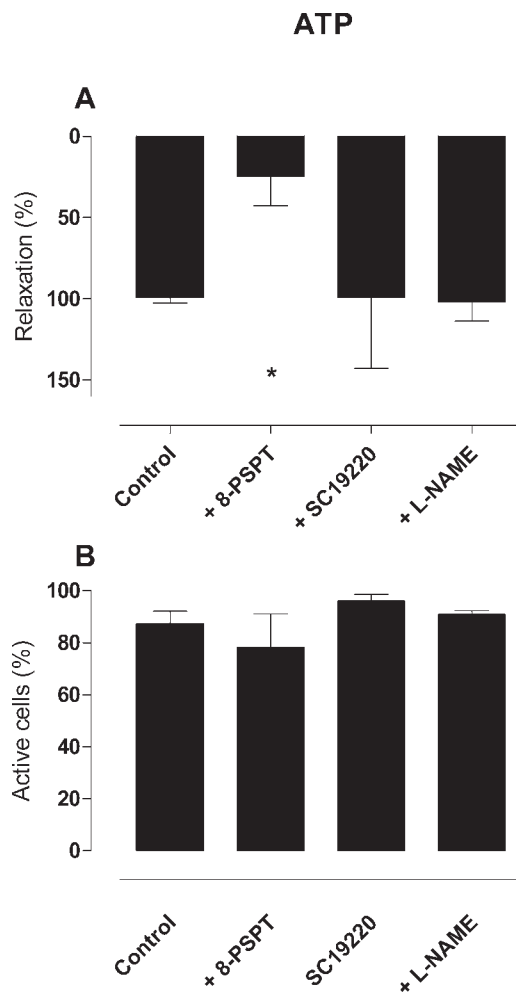 ATP
A
Relaxation (%)
0
50
100
150
*
Control
+ 8-PSPT
+ SC19220
+ L-NAME
B
Active cells (%)
100
80
60
40
20
0
Control
+ 8-PSPT
SC19220
+ L-NAME